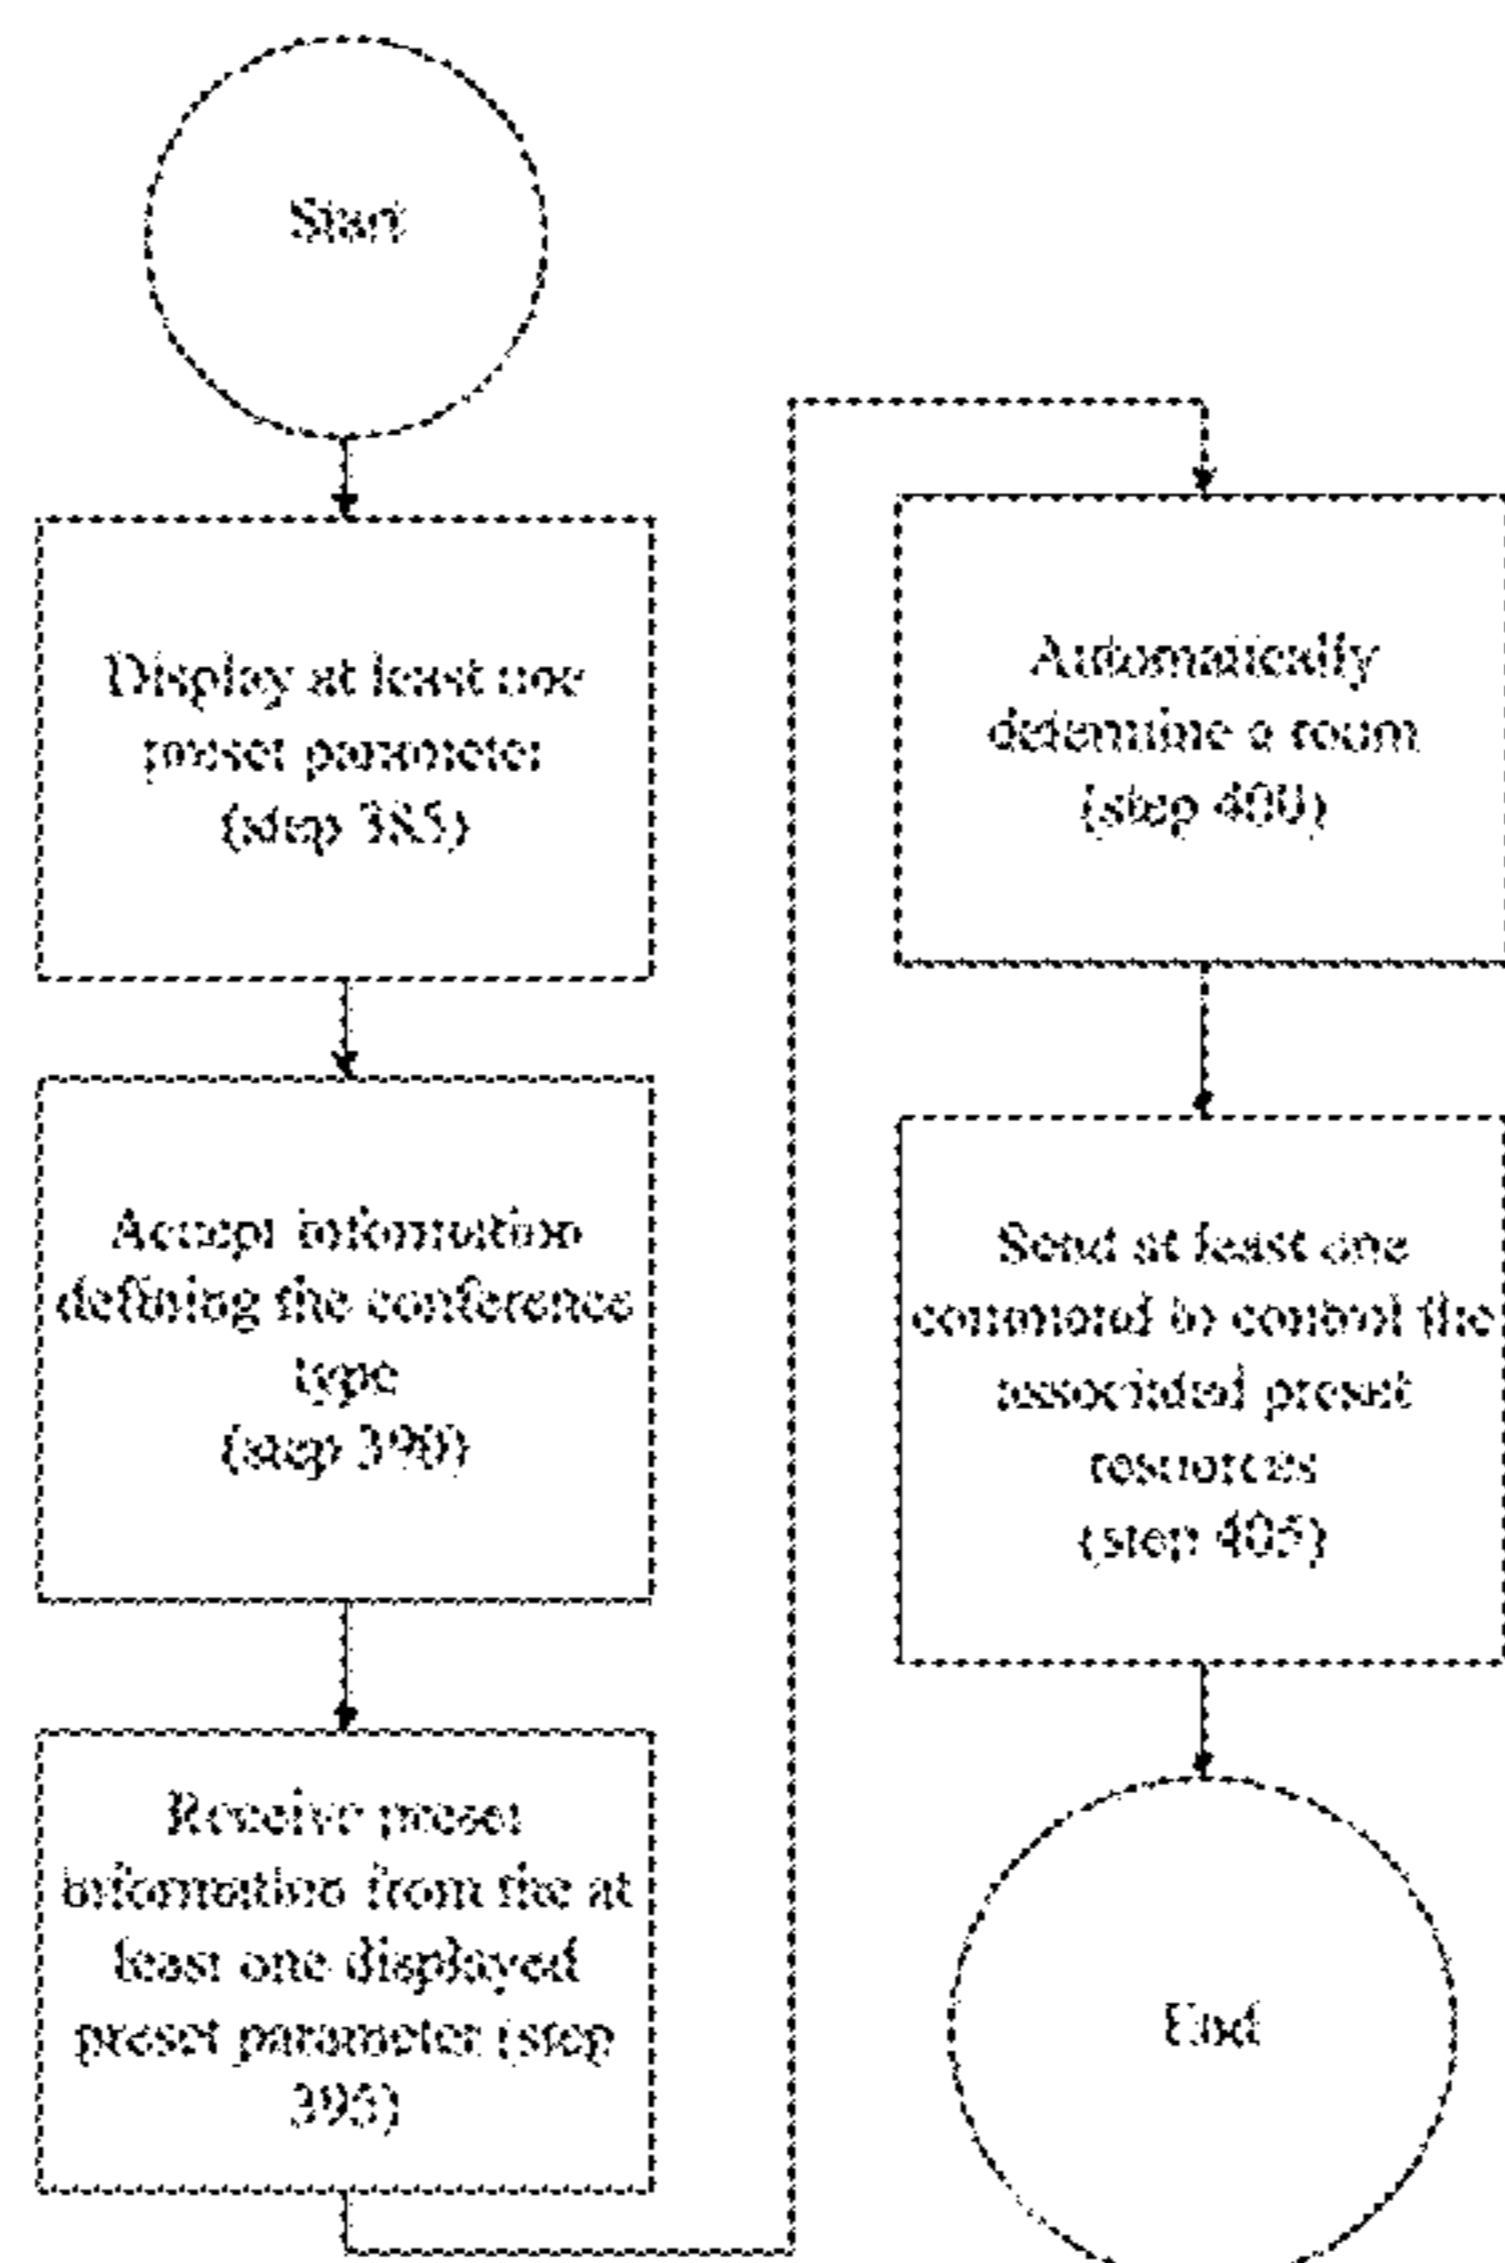 Start
Display at least one
preset parameter
(step 385)
Accept information
defining the conference
type
(step 390)
Receive preset
information from the at
least one displayed
preset parameter (step
395)
Automatically
determine a room
(step 400)
Send at least one
command to control the
associated preset
resources
(step 405)
End